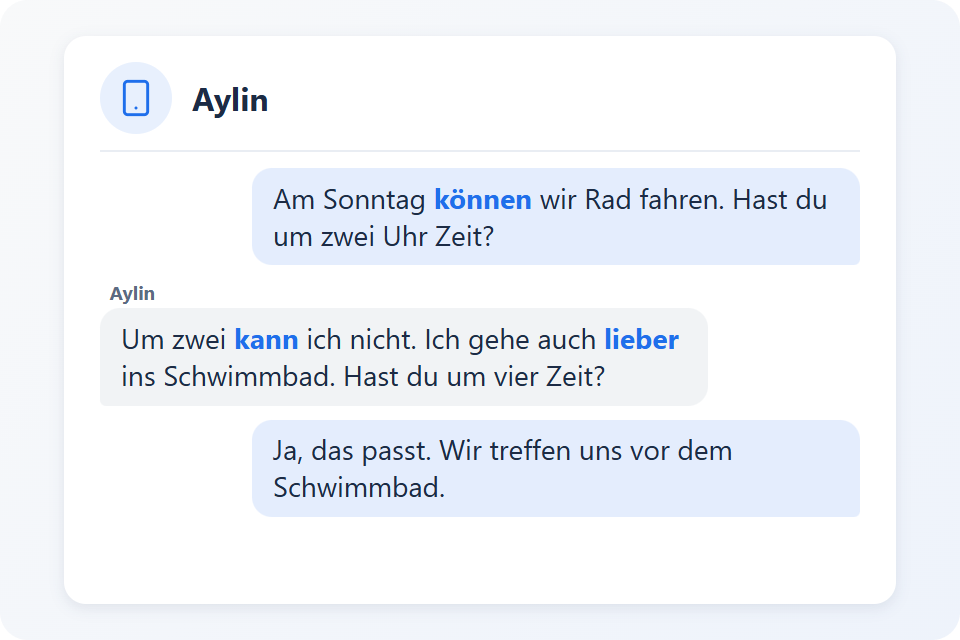 Aylin
Am Sonntag können wir Rad fahren. Hast du
um zwei Uhr Zeit?
Aylin
Um zwei kann ich nicht. Ich gehe auch lieber
ins Schwimmbad. Hast du um vier Zeit?
Ja, das passt. Wir treffen uns vor dem
Schwimmbad.